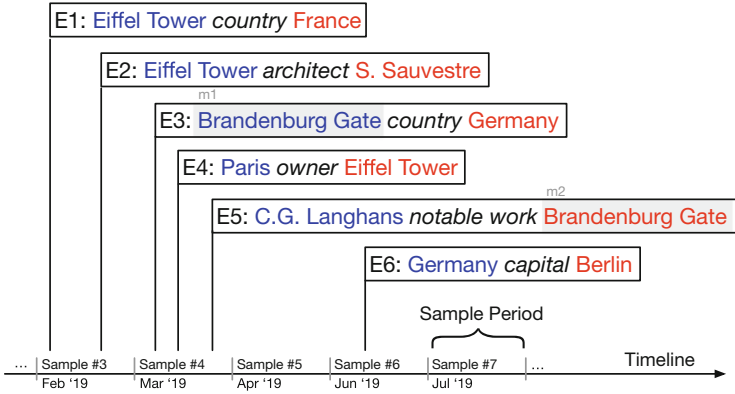 E1: Eiffel Tower country France
E2: Eiffel Tower architect S. Sauvestre
m1
E3: Brandenburg Gate country Germany
E4: Paris owner Eiffel Tower
m2
E5: C.G. Langhans notable work Brandenburg Gate
E6: Germany capital Berlin
Sample Period
... Sample #3 Sample #4 Sample #5 Sample #6 Sample #7 ... Timeline
Feb ‘19 Mar ‘19 Apr ‘19 Jun ‘19 Jul ‘19